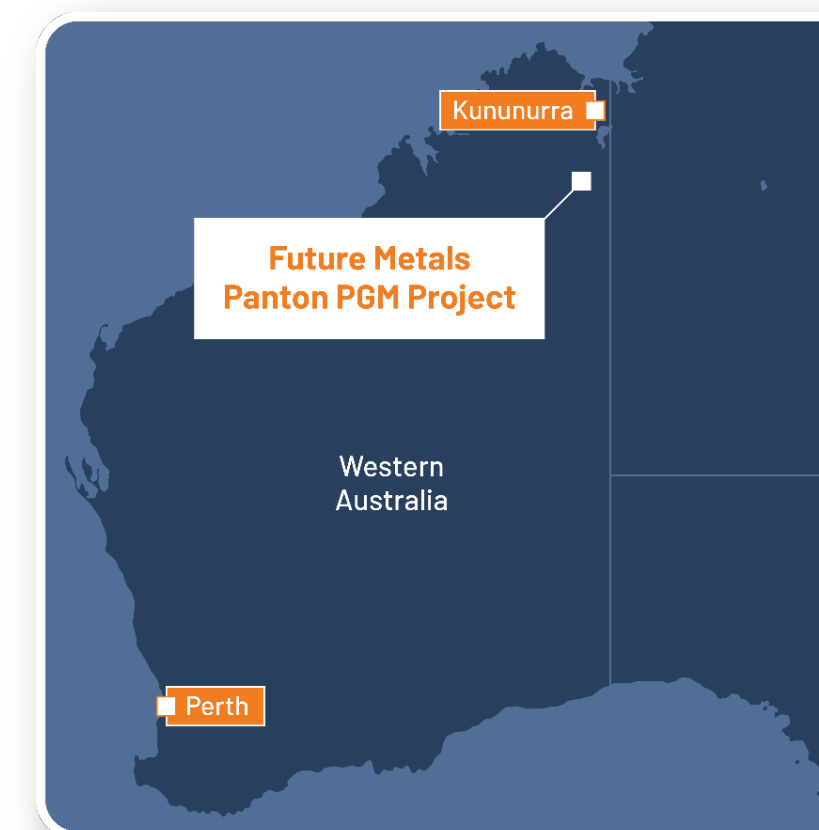 Kununurra
Future Metals
Panton PGM Project
Western
Australia
Perth